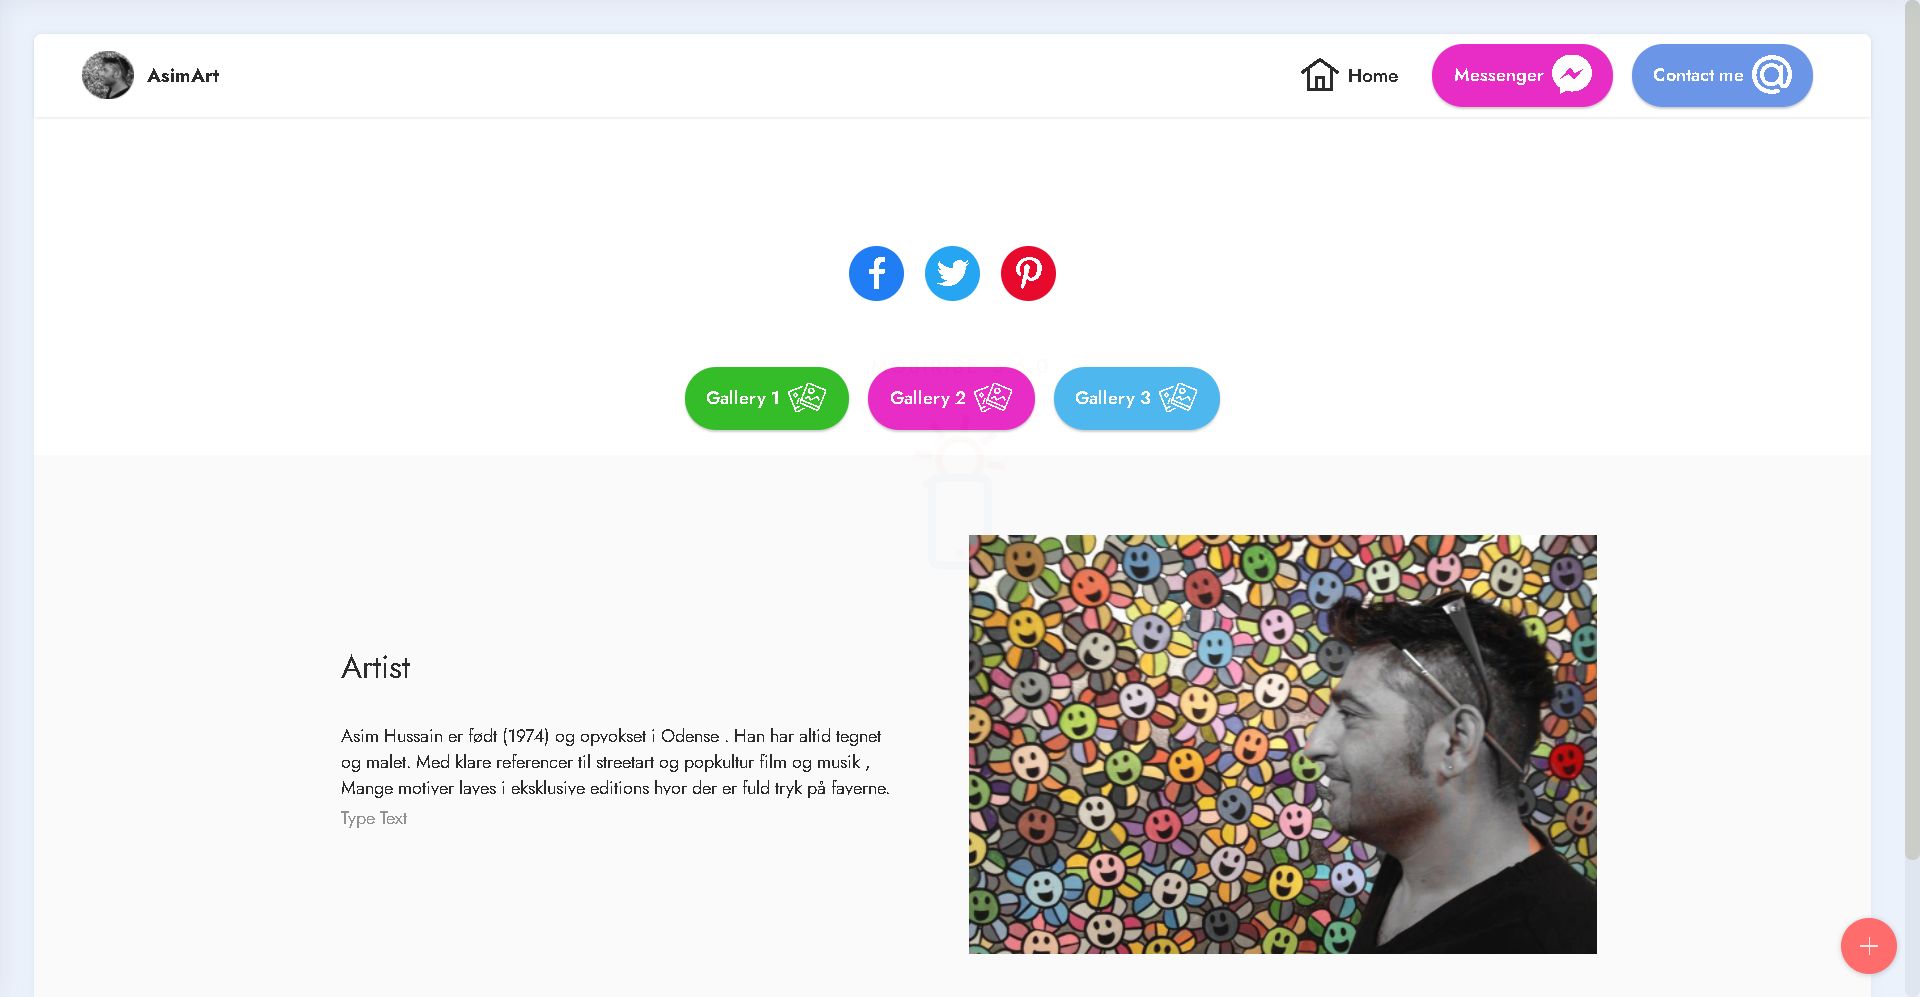 AsimArt
Home
Messenger
Contact me
Gallery 1
Gallery 2
Gallery 3
Artist
Asim Hussain er født (1974) og opvokset i Odense . Han har altid tegnet
og malet. Med klare referencer til streetart og popkultur film og musik ,
Mange motiver laves i eksklusive editions hvor der er fuld tryk på faverne.
Type Text